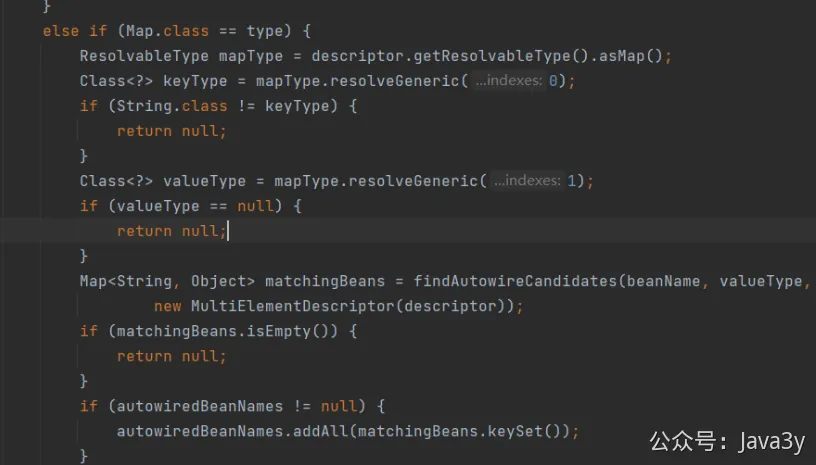 }
else if (Map.class == type) {
ResolvableType mapType = descriptor.getResolvableType().asMap();
Class<?> keyType = mapType.resolveGeneric( ...indexes: 0);
if (String.class != keyType) {
return null;
}
Class<?> valueType = mapType.resolveGeneric( ...indexes: 1);
if (valueType == null) {
return null;
}
Map<String, Object> matchingBeans = findAutowireCandidates(beanName, valueType,
new MultiElementDescriptor(descriptor));
if (matchingBeans.isEmpty()) {
return null;
}
if (autowiredBeanNames != null) {
autowiredBeanNames.addAll(matchingBeans.keySet());
}
公众号：Java3y